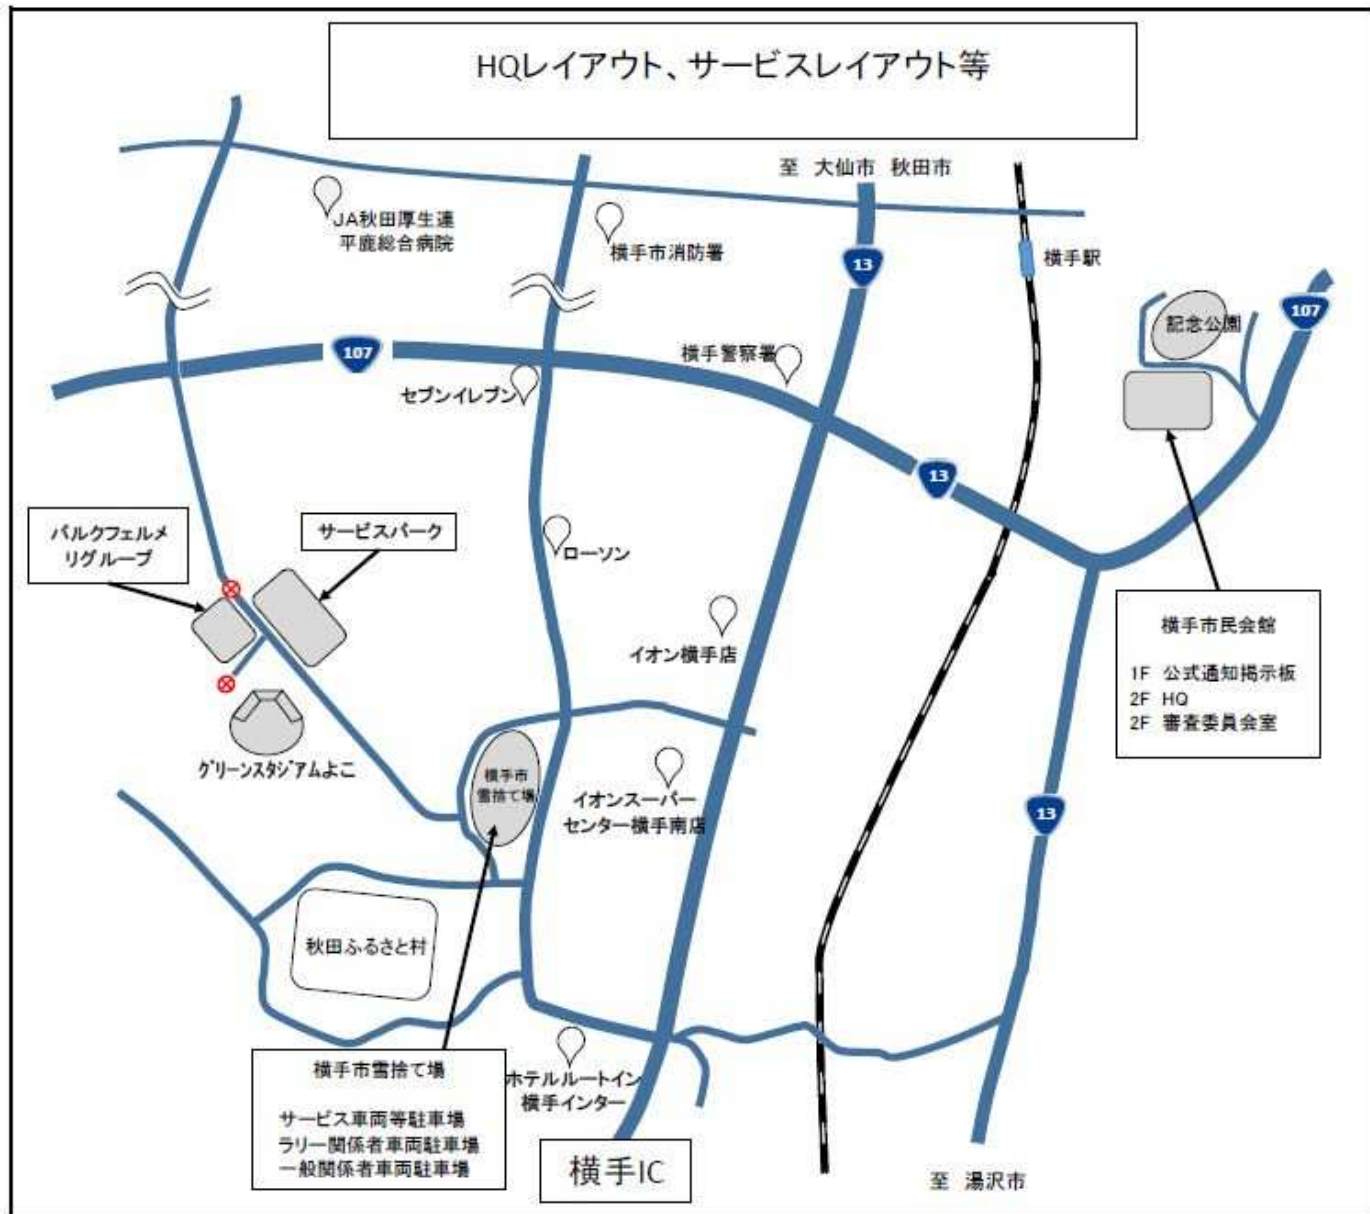 HQレイアウト、サービスレイアウト等
至 大仙市 秋田市
JA秋田厚生連
平鹿総合病院
横手市消防署
13
横手駅
記念公園
107
107
横手警察署
セブンイレブン
13
パルクフェルメ
リグループ
サービスパーク
ローソン
イオン横手店
横手市民会館
1F 公式通知掲示板
2F HQ
2F 審査委員会室
グリーンスタジアムよこ
横手市
雪捨て場
イオンスーパー
センター横手南店
13
秋田ふるさと村
横手市雪捨て場
サービス車両等駐車場
ラリー関係者車両駐車場
一般関係者車両駐車場
ホテルルートイン
横手インター
横手IC
至 湯沢市